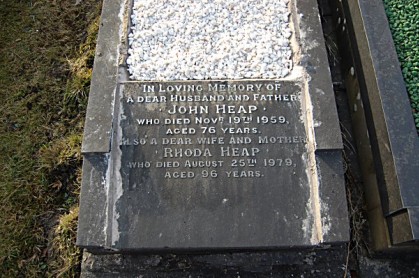 IN LOVING MEMORY OF
A DEAR HUSBAND AND FATHER
JOHN HEAP
WHO DIED NOVR 19TH 1959,
AGED 76 YEARS.
ALSO A DEAR WIFE AND MOTHER
RHODA HEAP
WHO DIED AUGUST 25TH 1979,
AGED 96 YEARS.